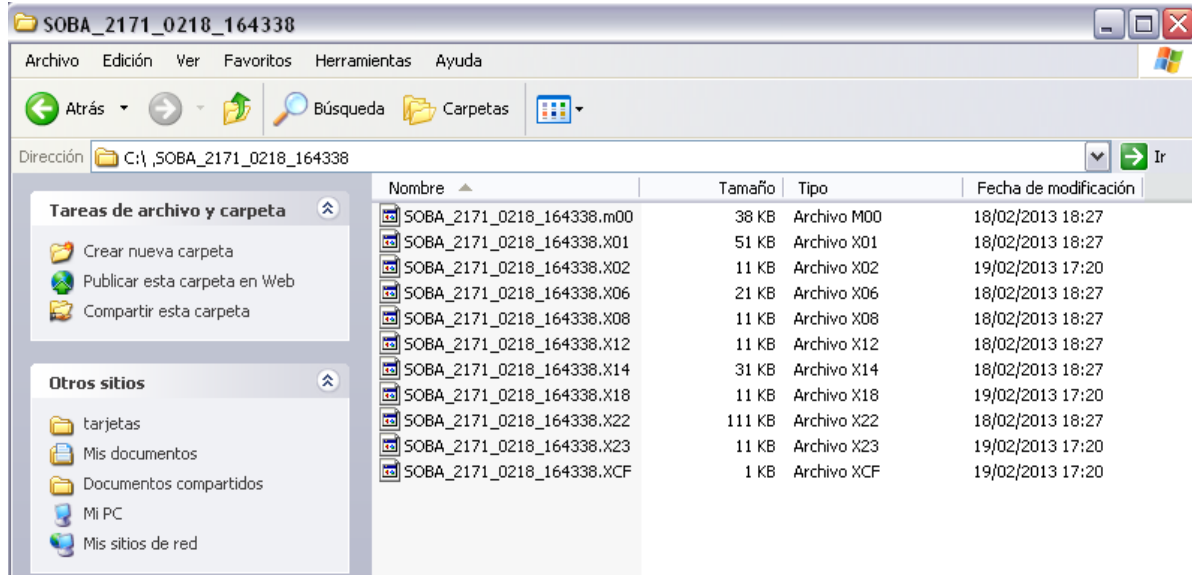 SOBA_2171_0218_164338
Archivo Edición Ver Favoritos Herramientas Ayuda
Atrás Búsqueda Carpetas
Dirección C:\ ,SOBA_2171_0218_164338 Ir
Tareas de archivo y carpeta
Crear nueva carpeta
Publicar esta carpeta en Web
Compartir esta carpeta
Otros sitios
tarjetas
Mis documentos
Documentos compartidos
Mi PC
Mis sitios de red
Nombre Tamaño Tipo Fecha de modificación
SOBA_2171_0218_164338.m00 38 KB Archivo M00 18/02/2013 18:27
SOBA_2171_0218_164338.X01 51 KB Archivo X01 18/02/2013 18:27
SOBA_2171_0218_164338.X02 11 KB Archivo X02 19/02/2013 17:20
SOBA_2171_0218_164338.X06 21 KB Archivo X06 18/02/2013 18:27
SOBA_2171_0218_164338.X08 11 KB Archivo X08 18/02/2013 18:27
SOBA_2171_0218_164338.X12 11 KB Archivo X12 18/02/2013 18:27
SOBA_2171_0218_164338.X14 31 KB Archivo X14 18/02/2013 18:27
SOBA_2171_0218_164338.X18 11 KB Archivo X18 19/02/2013 17:20
SOBA_2171_0218_164338.X22 111 KB Archivo X22 18/02/2013 18:27
SOBA_2171_0218_164338.X23 11 KB Archivo X23 19/02/2013 17:20
SOBA_2171_0218_164338.XCF 1 KB Archivo XCF 19/02/2013 17:20